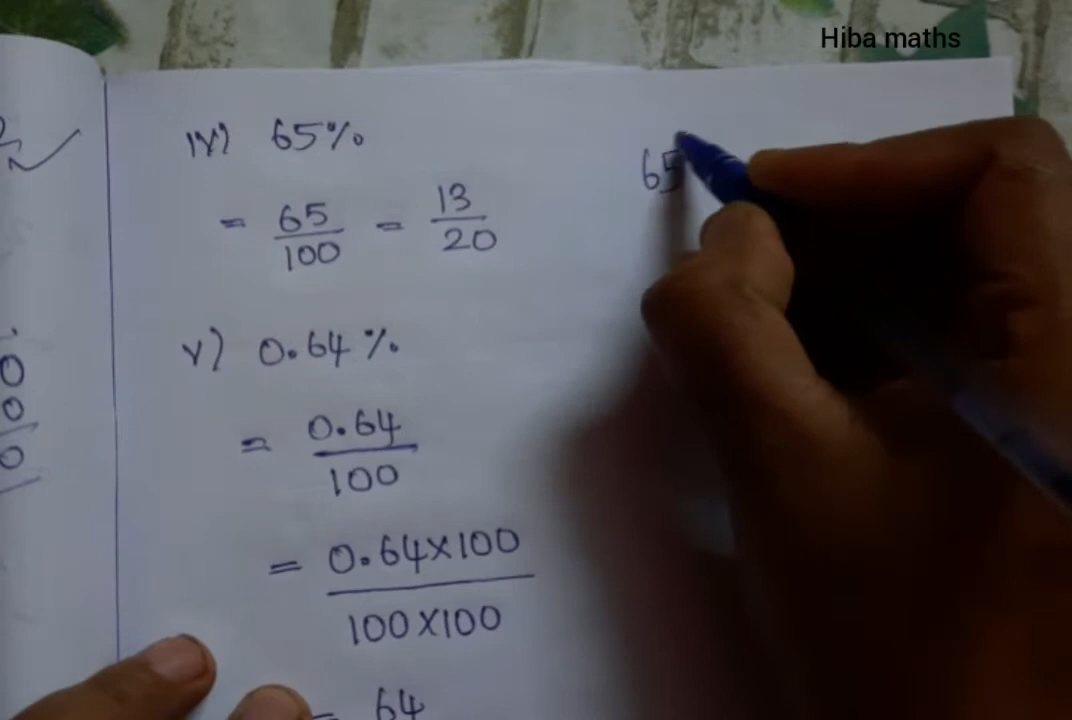 Hiba maths
iv) 65%
65
= 65/100 = 13/20
v) 0.64%
= 0.64/100
= 0.64×100/100×100
= 64